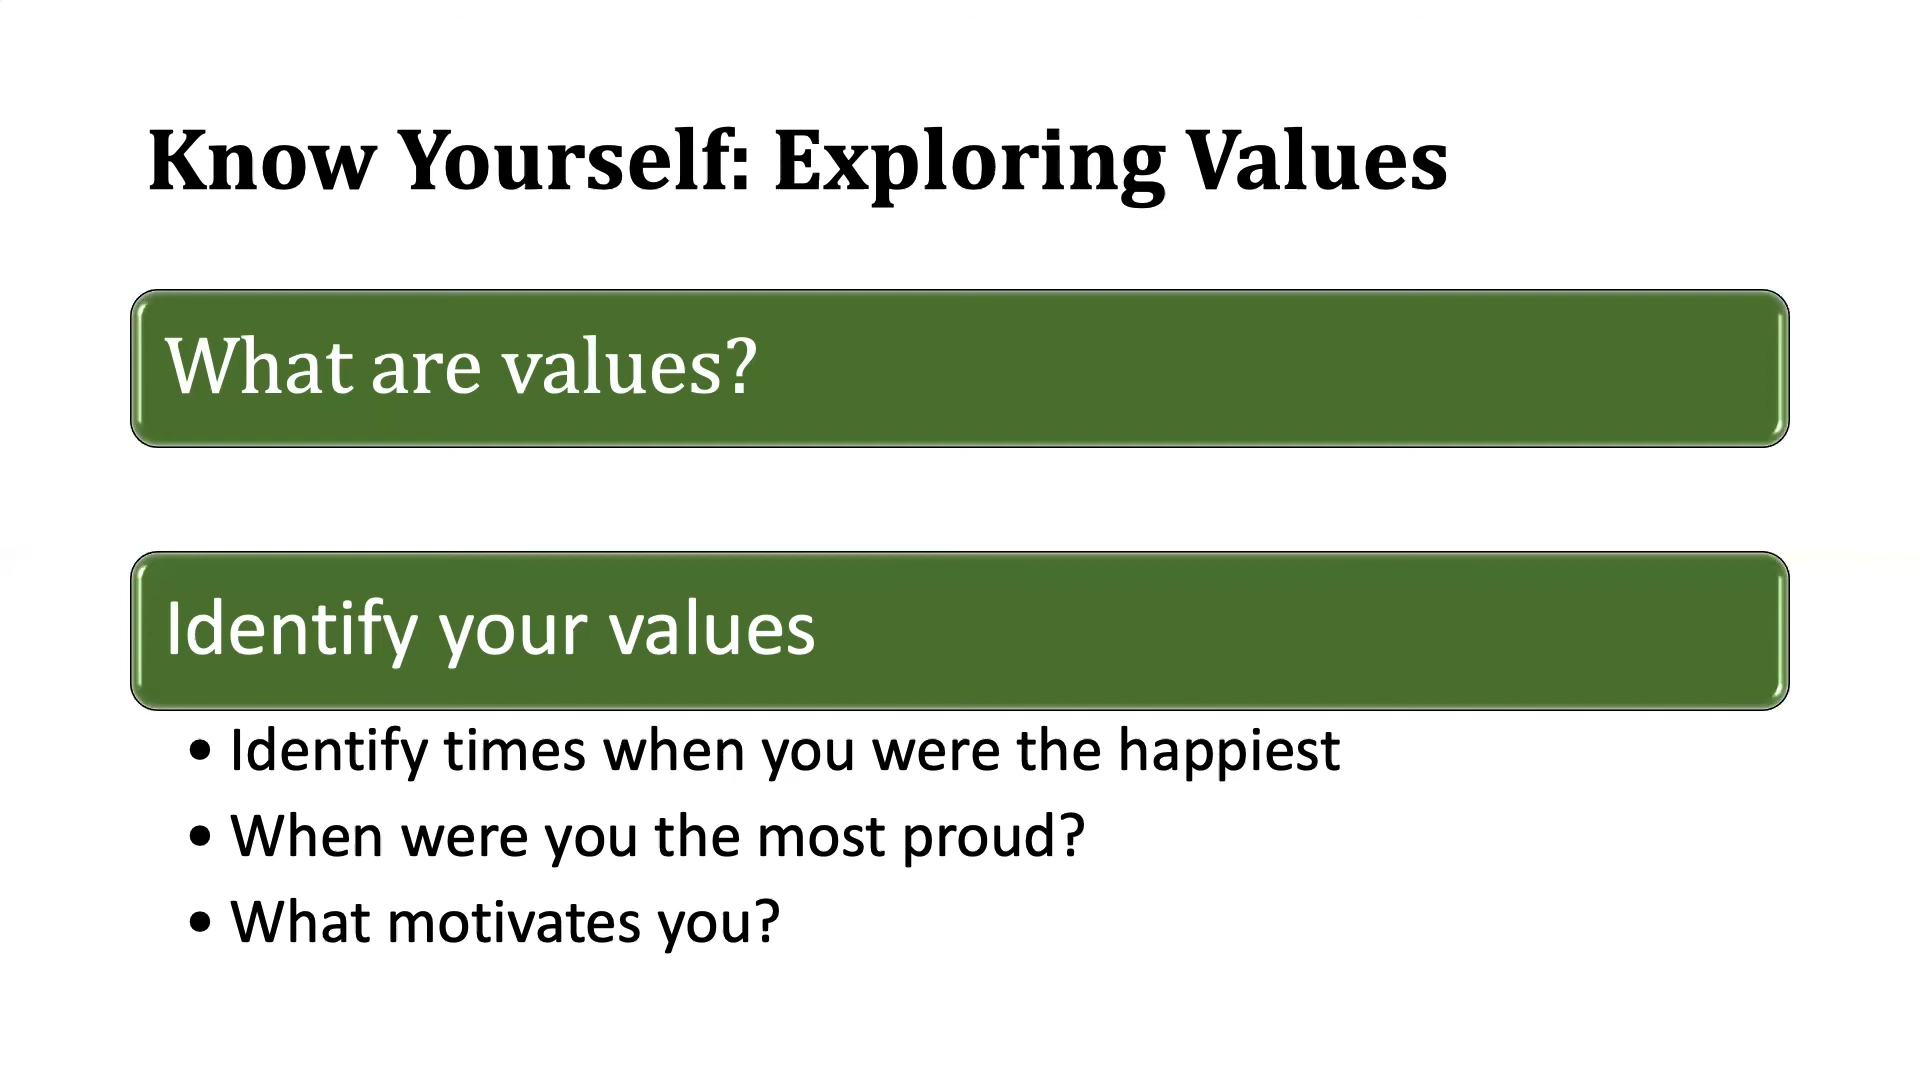 Know Yourself: Exploring Values
What are values?
Identify your values
• Identify times when you were the happiest
• When were you the most proud?
• What motivates you?